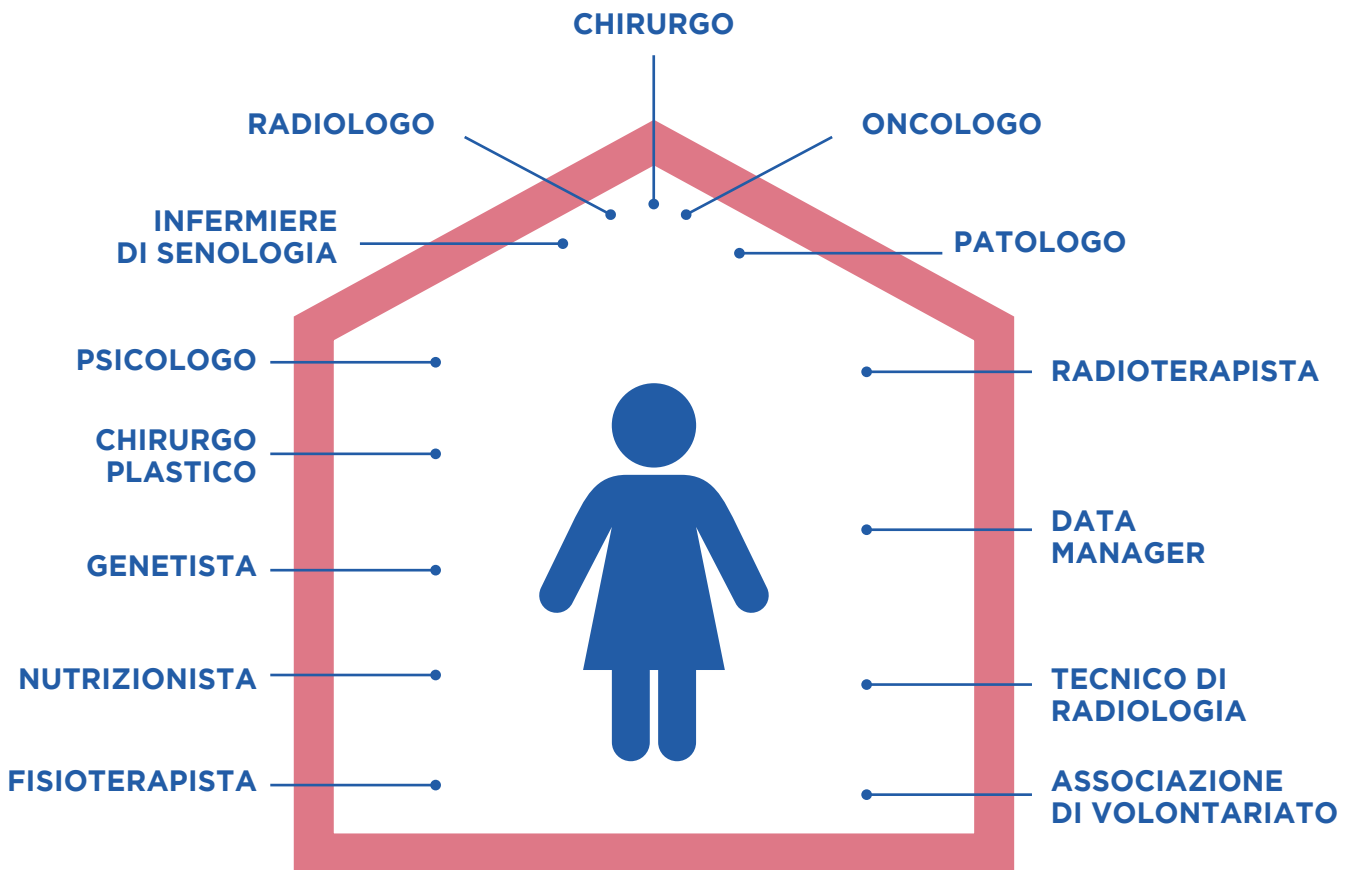 CHIRURGO
RADIOLOGO
ONCOLOGO
INFERMIERE
DI SENOLOGIA
PATOLOGO
PSICOLOGO
RADIOTERAPISTA
CHIRURGO
PLASTICO
DATA
MANAGER
GENETISTA
NUTRIZIONISTA
TECNICO DI
RADIOLOGIA
FISIOTERAPISTA
ASSOCIAZIONE
DI VOLONTARIATO